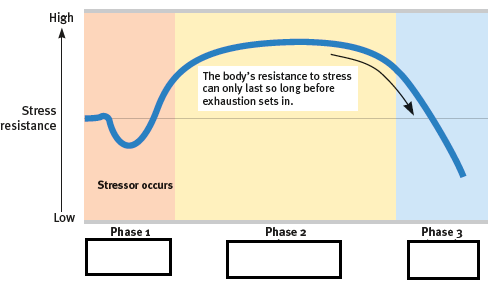 High
The body's resistance to stress
can only last so long before
exhaustion sets in.
Stress
resistance
Stressor occurs
Low
Phase 1
Phase 2
Phase 3